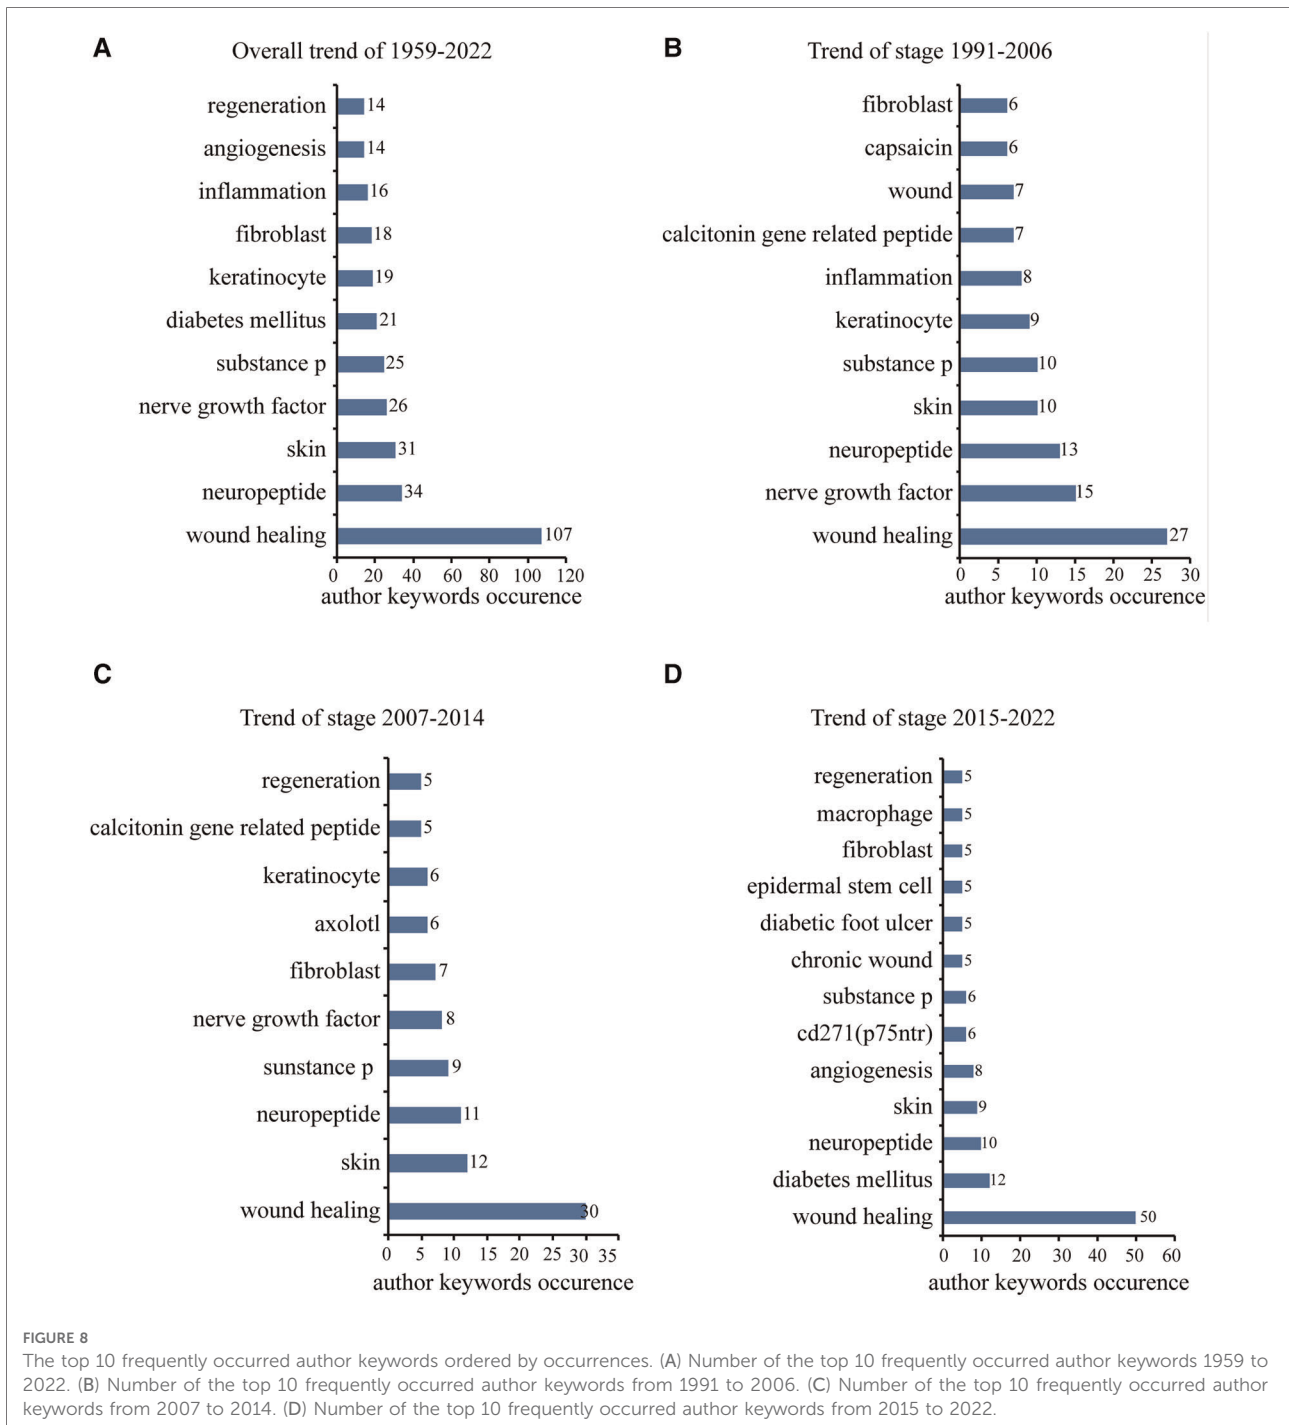 A
Overall trend of 1959-2022
regeneration 14
angiogenesis 14
inflammation 16
fibroblast 18
keratinocyte 19
diabetes mellitus 21
substance p 25
nerve growth factor 26
skin 31
neuropeptide 34
wound healing 107
0 20 40 60 80 100 120
author keywords occurence
B
Trend of stage 1991-2006
fibroblast 6
capsaicin 6
wound 7
calcitonin gene related peptide 7
inflammation 8
keratinocyte 9
substance p 10
skin 10
neuropeptide 13
nerve growth factor 15
wound healing 27
0 5 10 15 20 25 30
author keywords occurence
C
Trend of stage 2007-2014
regeneration 5
calcitonin gene related peptide 5
keratinocyte 6
axolotl 6
fibroblast 7
nerve growth factor 8
sunstance p 9
neuropeptide 11
skin 12
wound healing 30
0 5 10 15 20 25 30 35
author keywords occurence
D
Trend of stage 2015-2022
regeneration 5
macrophage 5
fibroblast 5
epidermal stem cell 5
diabetic foot ulcer 5
chronic wound 5
substance p 6
cd271(p75ntr) 6
angiogenesis 8
skin 9
neuropeptide 10
diabetes mellitus 12
wound healing 50
0 10 20 30 40 50 60
author keywords occurence
FIGURE 8
The top 10 frequently occurred author keywords ordered by occurrences. (A) Number of the top 10 frequently occurred author keywords 1959 to
2022. (B) Number of the top 10 frequently occurred author keywords from 1991 to 2006. (C) Number of the top 10 frequently occurred author
keywords from 2007 to 2014. (D) Number of the top 10 frequently occurred author keywords from 2015 to 2022.